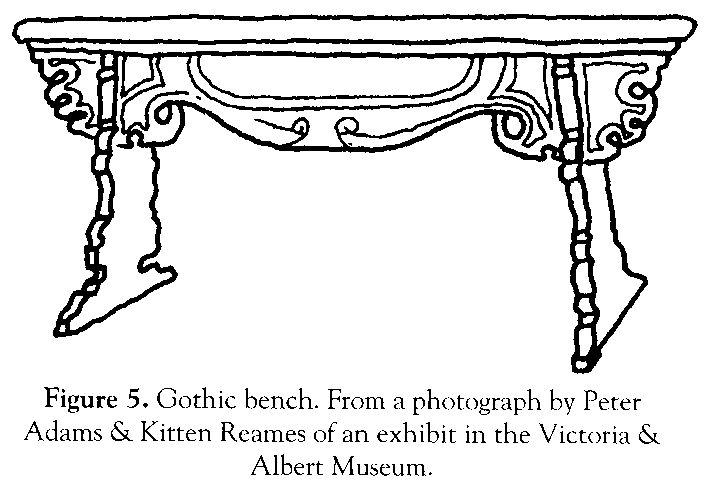 Figure 5. Gothic bench. From a photograph by Peter
Adams & Kitten Reames of an exhibit in the Victoria &
Albert Museum.